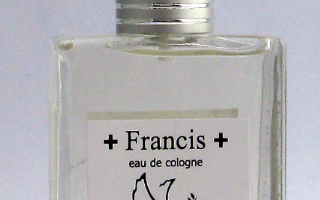 + Francis +
eau de cologne